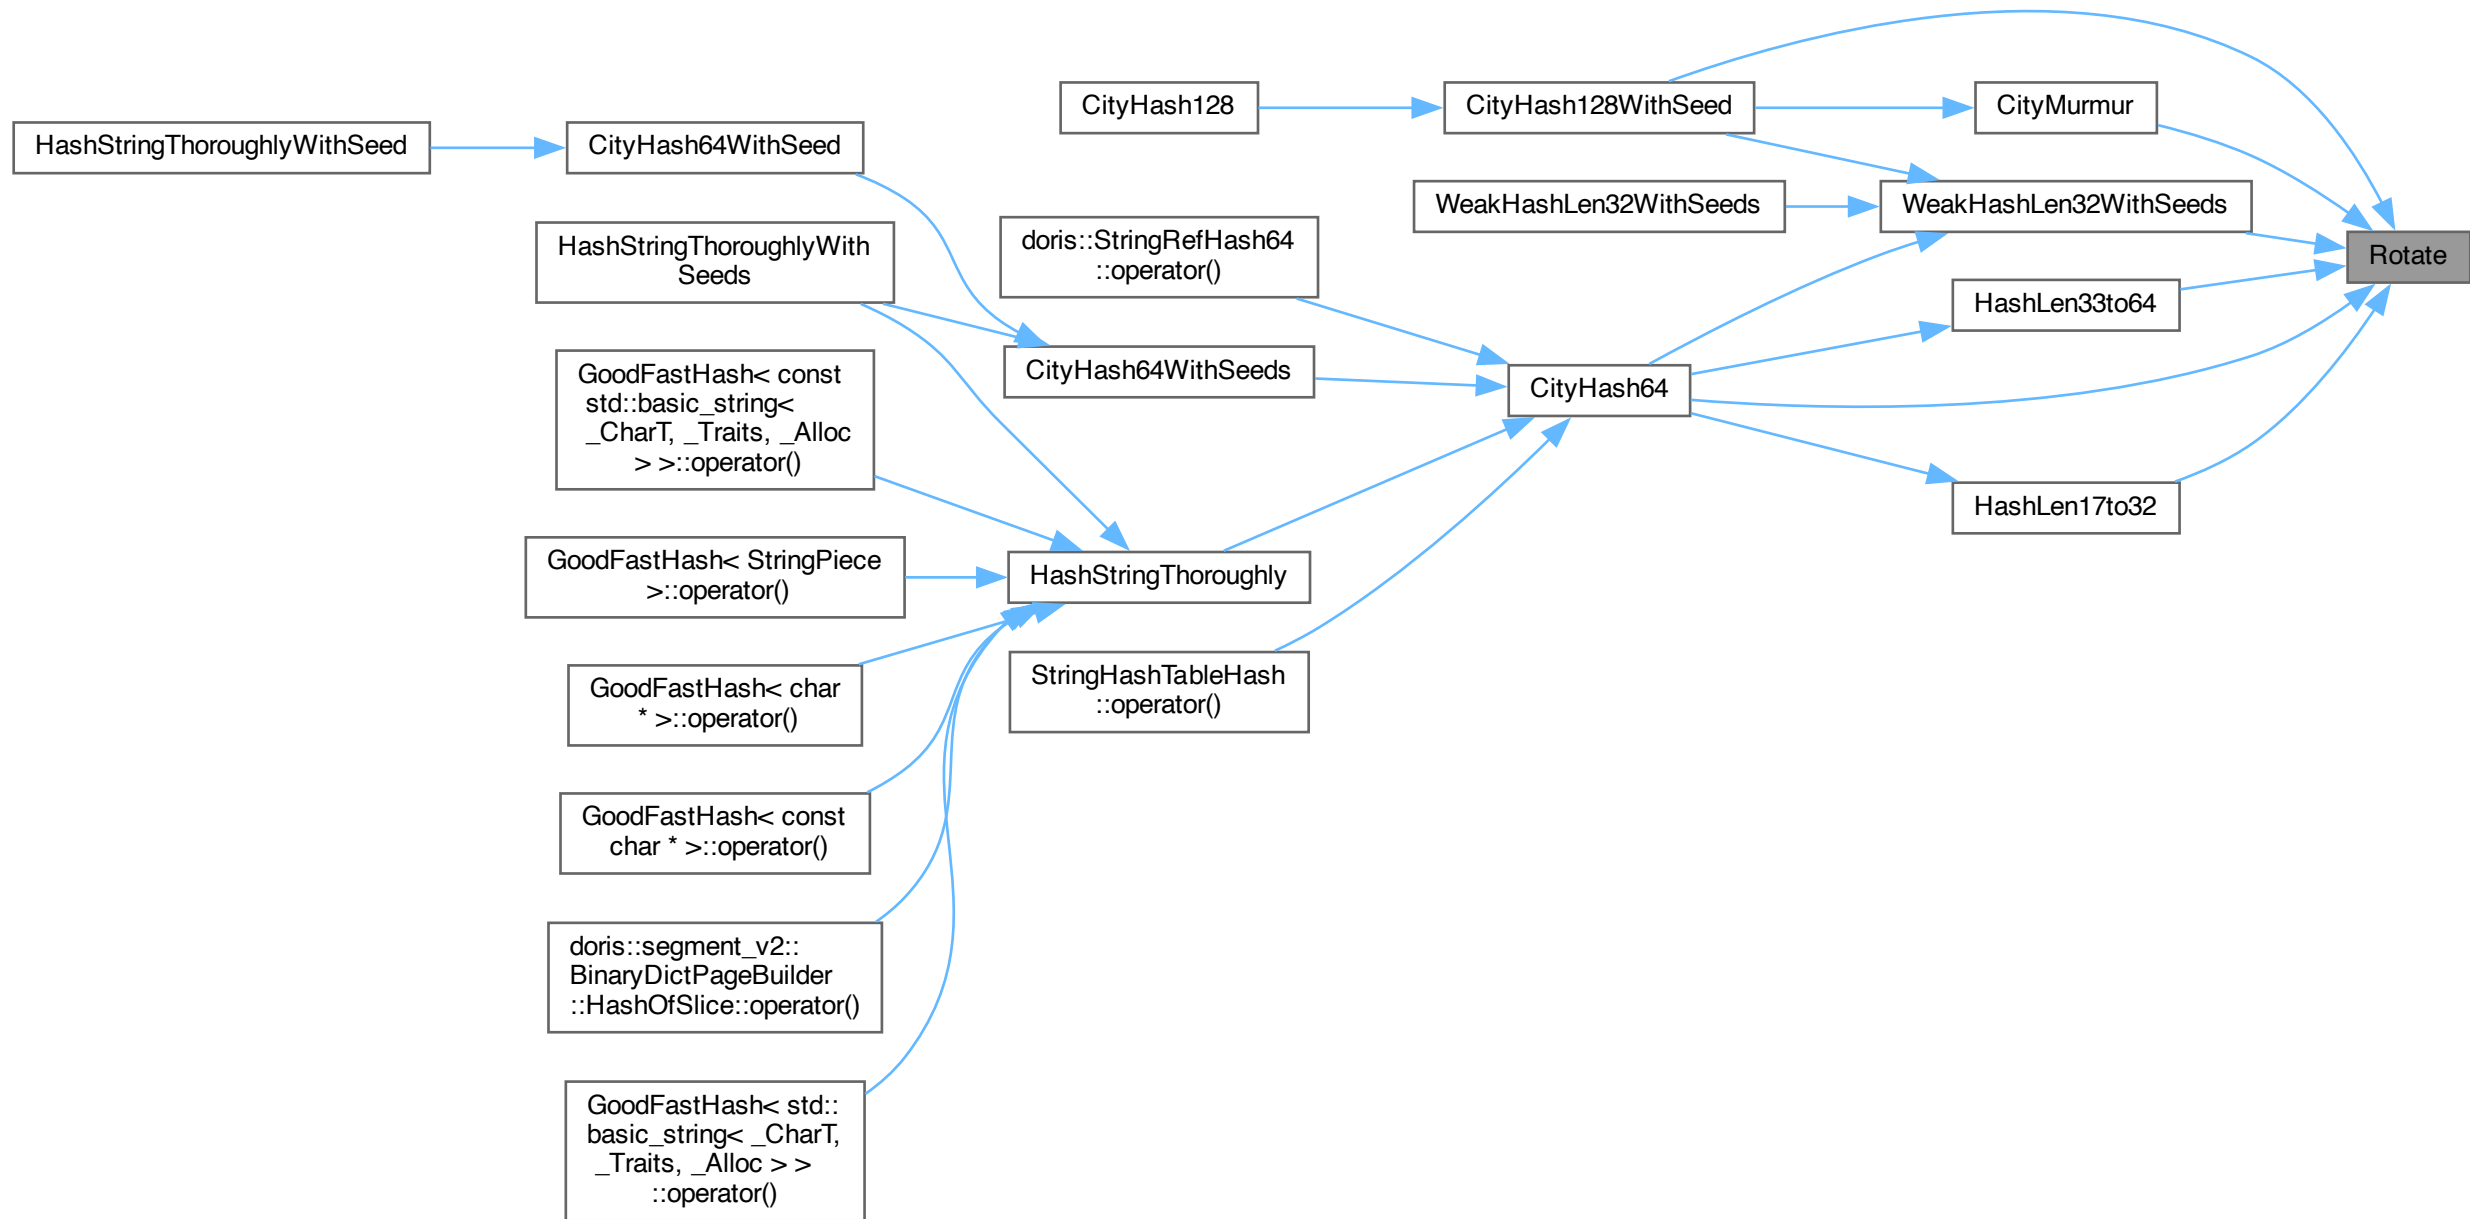 HashStringThoroughlyWithSeed
CityHash64WithSeed
HashStringThoroughlyWith
Seeds
GoodFastHash< const
std::basic_string<
_CharT, _Traits, _Alloc
> >::operator()
GoodFastHash< StringPiece
>::operator()
GoodFastHash< char
* >::operator()
GoodFastHash< const
char * >::operator()
doris::segment_v2::
BinaryDictPageBuilder
::HashOfSlice::operator()
GoodFastHash< std::
basic_string< _CharT,
_Traits, _Alloc > >
::operator()
CityHash128
doris::StringRefHash64
::operator()
CityHash64WithSeeds
HashStringThoroughly
StringHashTableHash
::operator()
CityHash128WithSeed
WeakHashLen32WithSeeds
CityHash64
CityMurmur
WeakHashLen32WithSeeds
HashLen33to64
HashLen17to32
Rotate